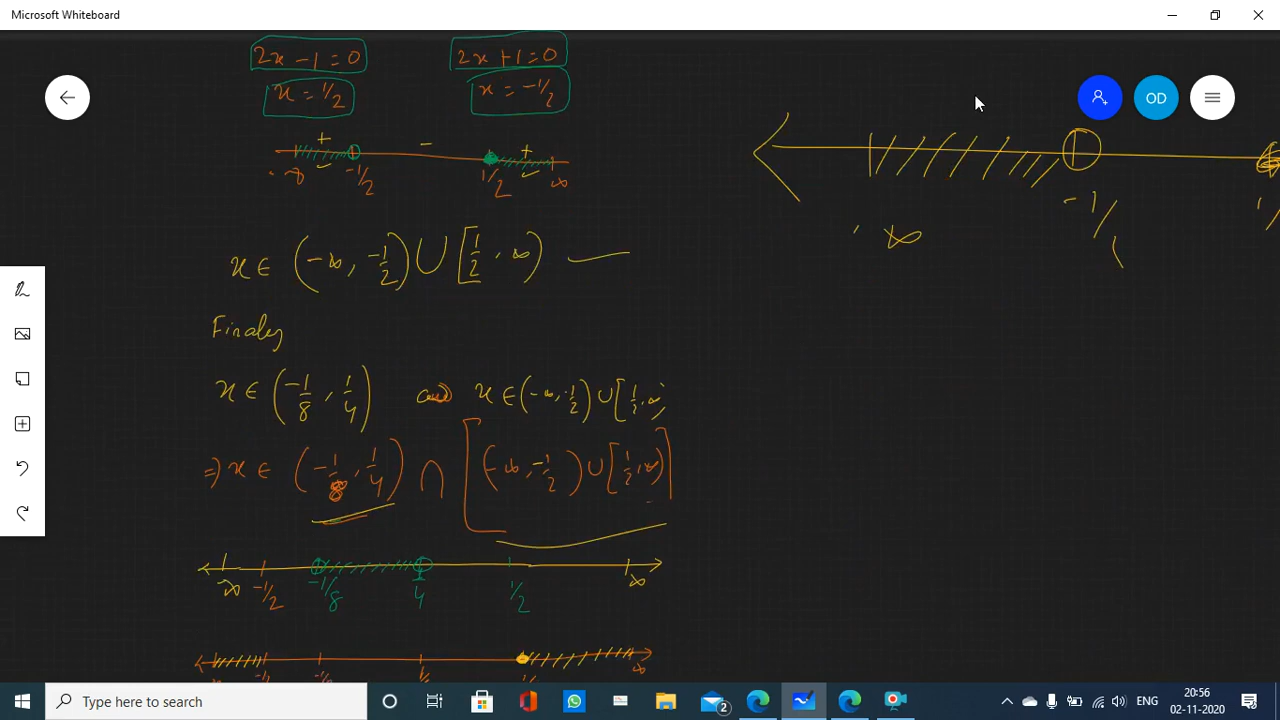 Microsoft Whiteboard
2x - 1 = 0
2x + 1 = 0
x = 1/2
x = -1/2
+ - +
-∞ -1/2 1/2 ∞
x ∈ (-∞, -1/2) ∪ [1/2, ∞)
Finaley
x ∈ (-1/8, 1/4) and x ∈ (-∞, -1/2) ∪ [1/2, ∞)
⇒ x ∈ (-1/8, 1/4) ∩ [(-∞, -1/2) ∪ [1/2, ∞)]
-∞ -1/2 -1/8 1/4 1/2 ∞
-∞ -1/
OD
Type here to search
2
ENG
20:56
02-11-2020